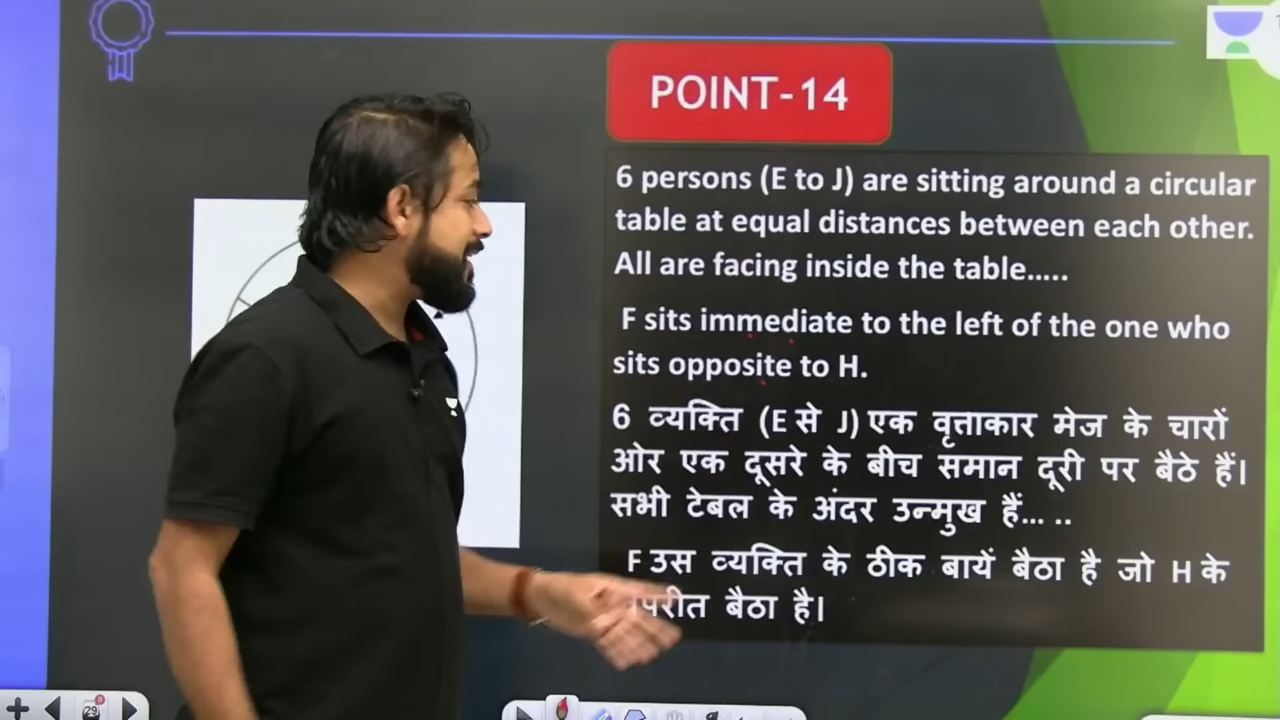 POINT-14
6 persons (E to J) are sitting around a circular
table at equal distances between each other.
All are facing inside the table.....
F sits immediate to the left of the one who
sits opposite to H.
6 व्यक्ति (E से J) एक वृत्ताकार मेज के चारों
ओर एक दूसरे के बीच समान दूरी पर बैठे हैं।
सभी टेबल के अंदर उन्मुख हैं... ..
F उस व्यक्ति के ठीक बायें बैठा है जो H के
बैठा है।
29